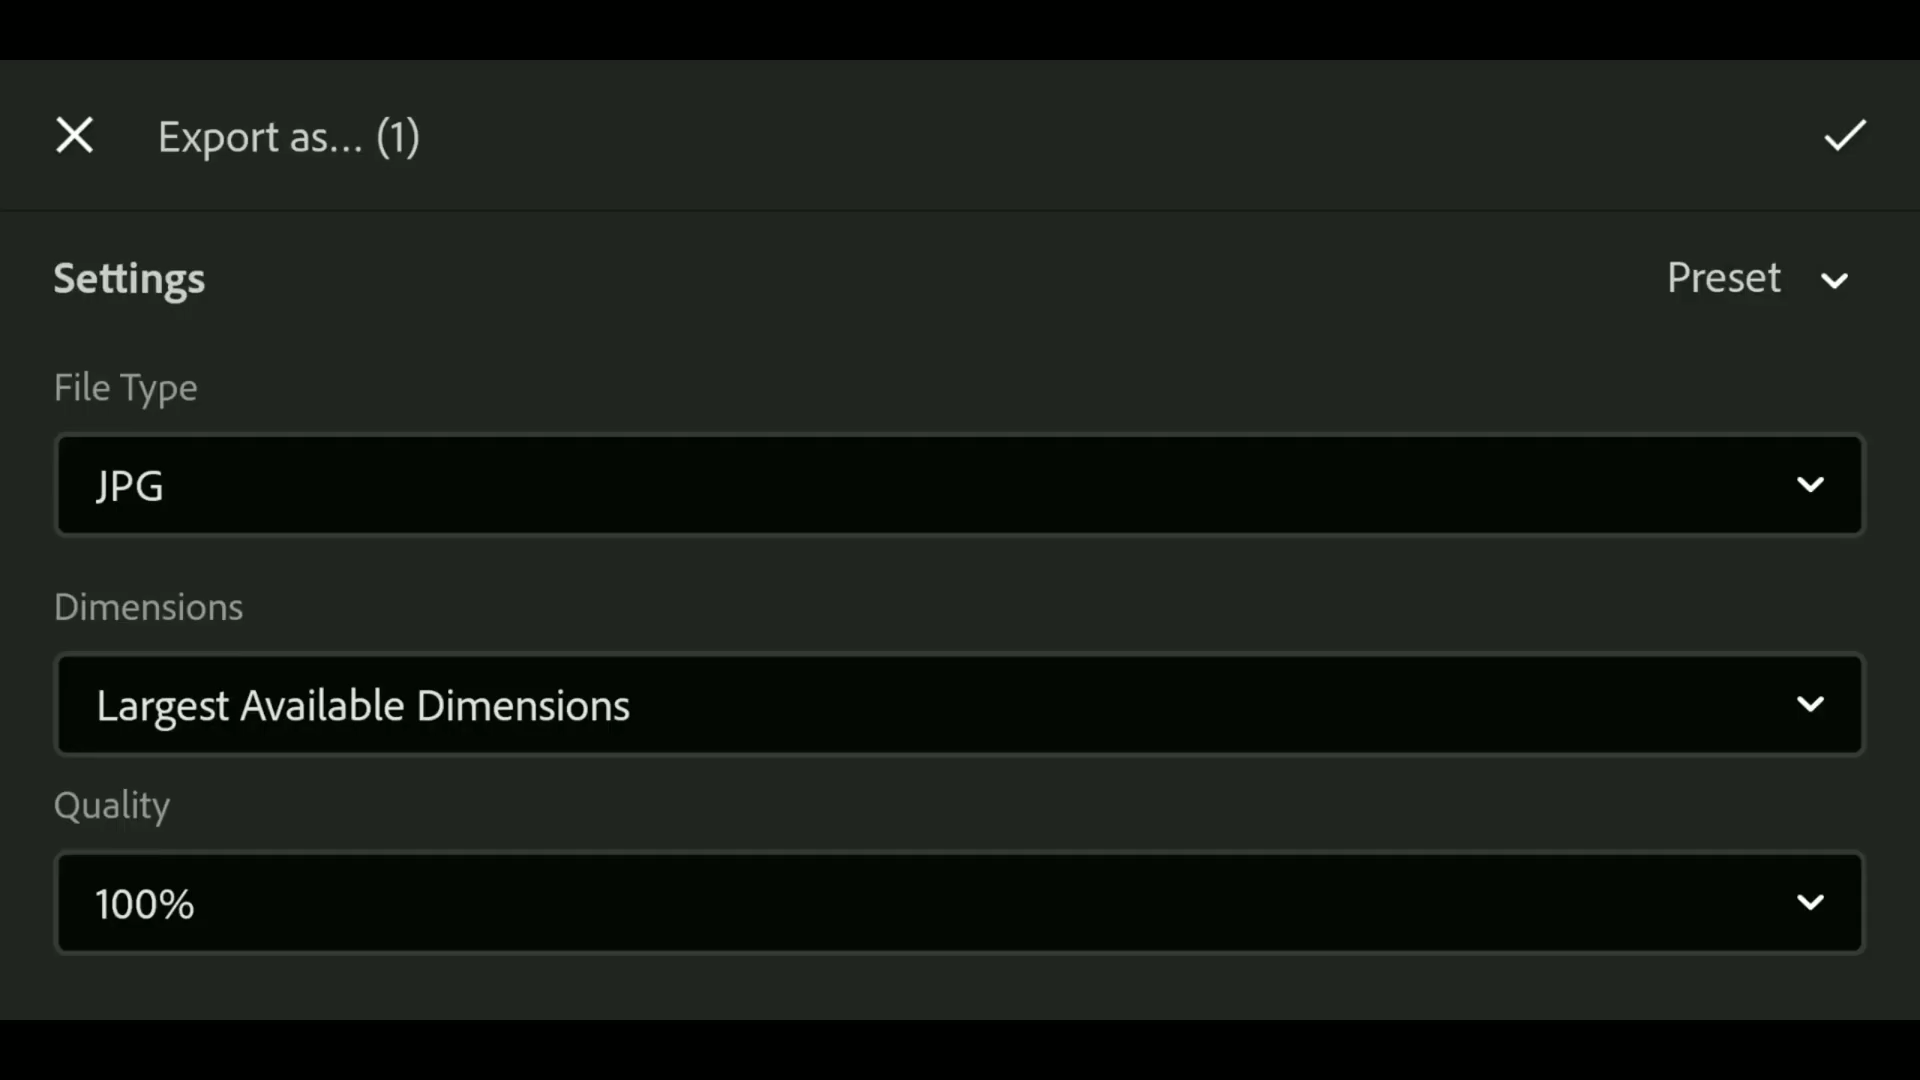 Export as... (1)
Settings
Preset
File Type
JPG
Dimensions
Largest Available Dimensions
Quality
100%